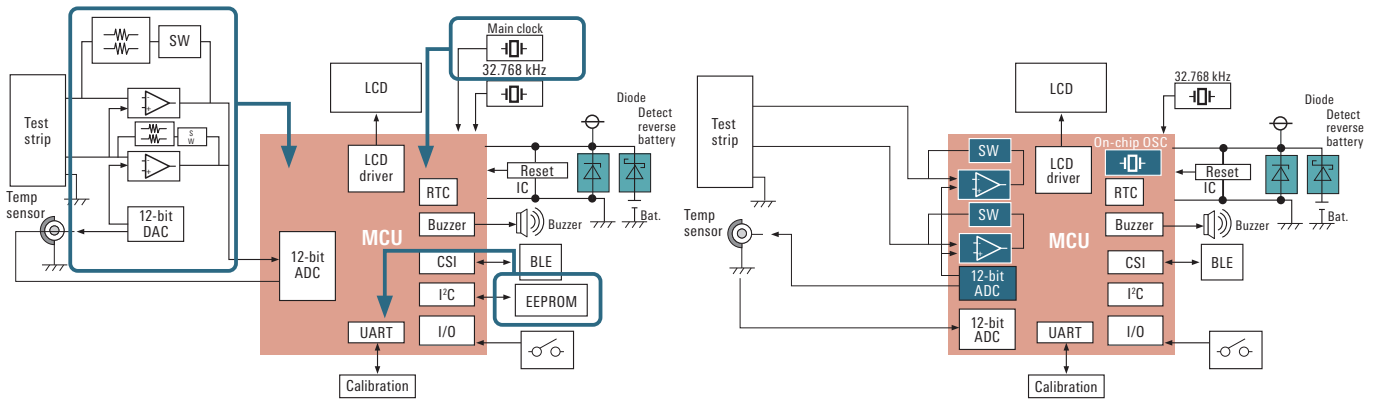 SW
Test
strip
S
W
Temp
sensor
12-bit
DAC
12-bit
ADC
Main clock
32.768 kHz
LCD
LCD
driver
RTC
Buzzer
MCU
CSI
I²C
UART
I/O
Calibration
Reset
IC
Diode
Detect
reverse
battery
Bat.
Buzzer
BLE
EEPROM
Test
strip
Temp
sensor
SW
SW
12-bit
ADC
12-bit
ADC
LCD
LCD
driver
32.768 kHz
On-chip OSC
RTC
Buzzer
MCU
CSI
I²C
UART
I/O
Calibration
Reset
IC
Diode
Detect
reverse
battery
Bat.
Buzzer
BLE